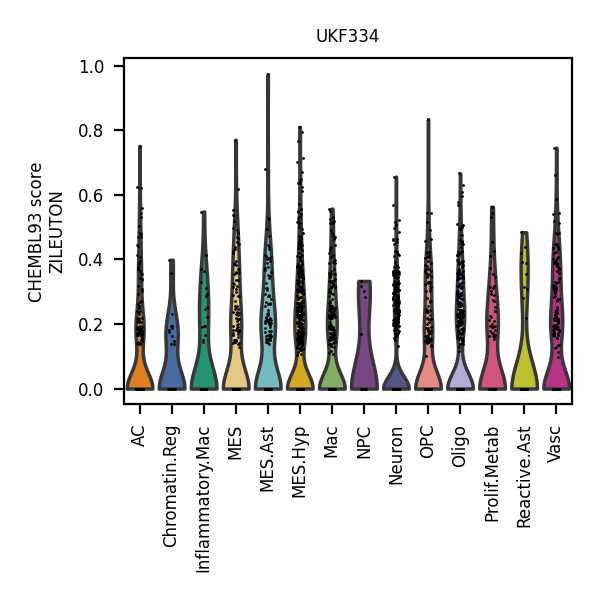 UKF334
CHEMBL93 score
ZILEUTON
1.0
0.8
0.6
0.4
0.2
0.0
AC
Chromatin.Reg
Inflammatory.Mac
MES
MES.Ast
MES.Hyp
Mac
NPC
Neuron
OPC
Oligo
Prolif.Metab
Reactive.Ast
Vasc